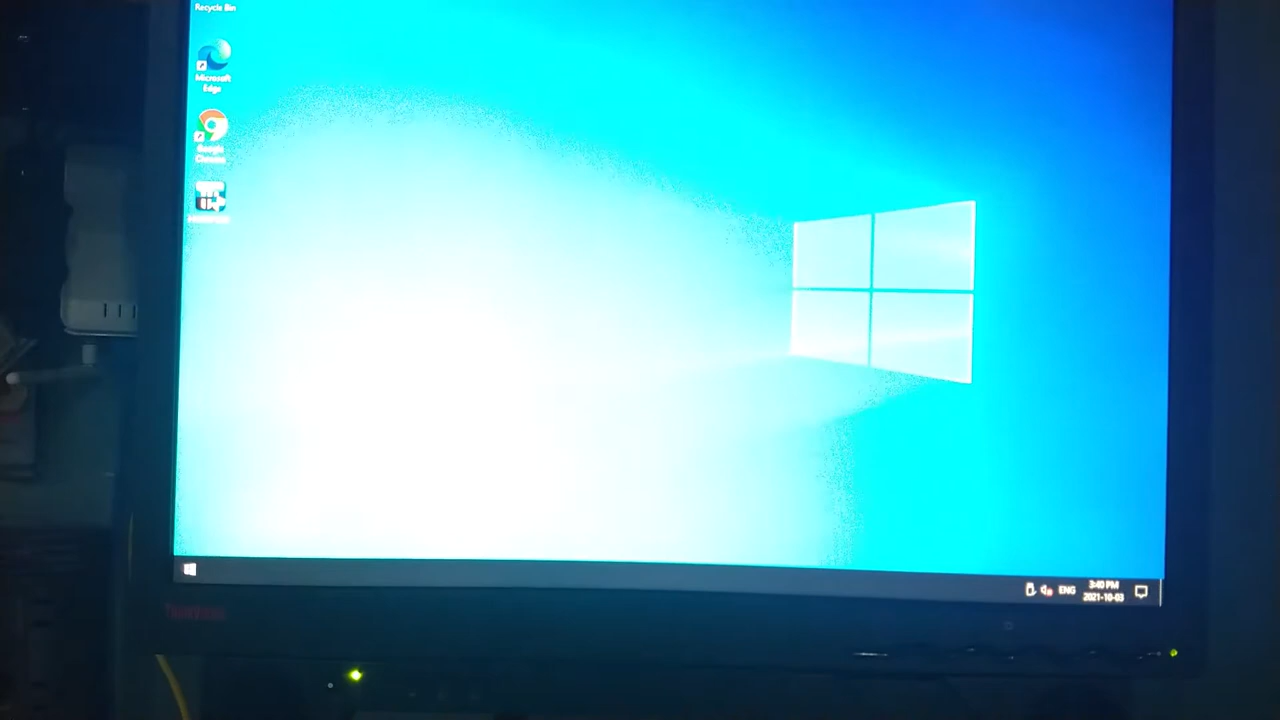 Recycle Bin
Microsoft
Edge
Google
Chrome
ENG
3:40 PM
2021-10-03